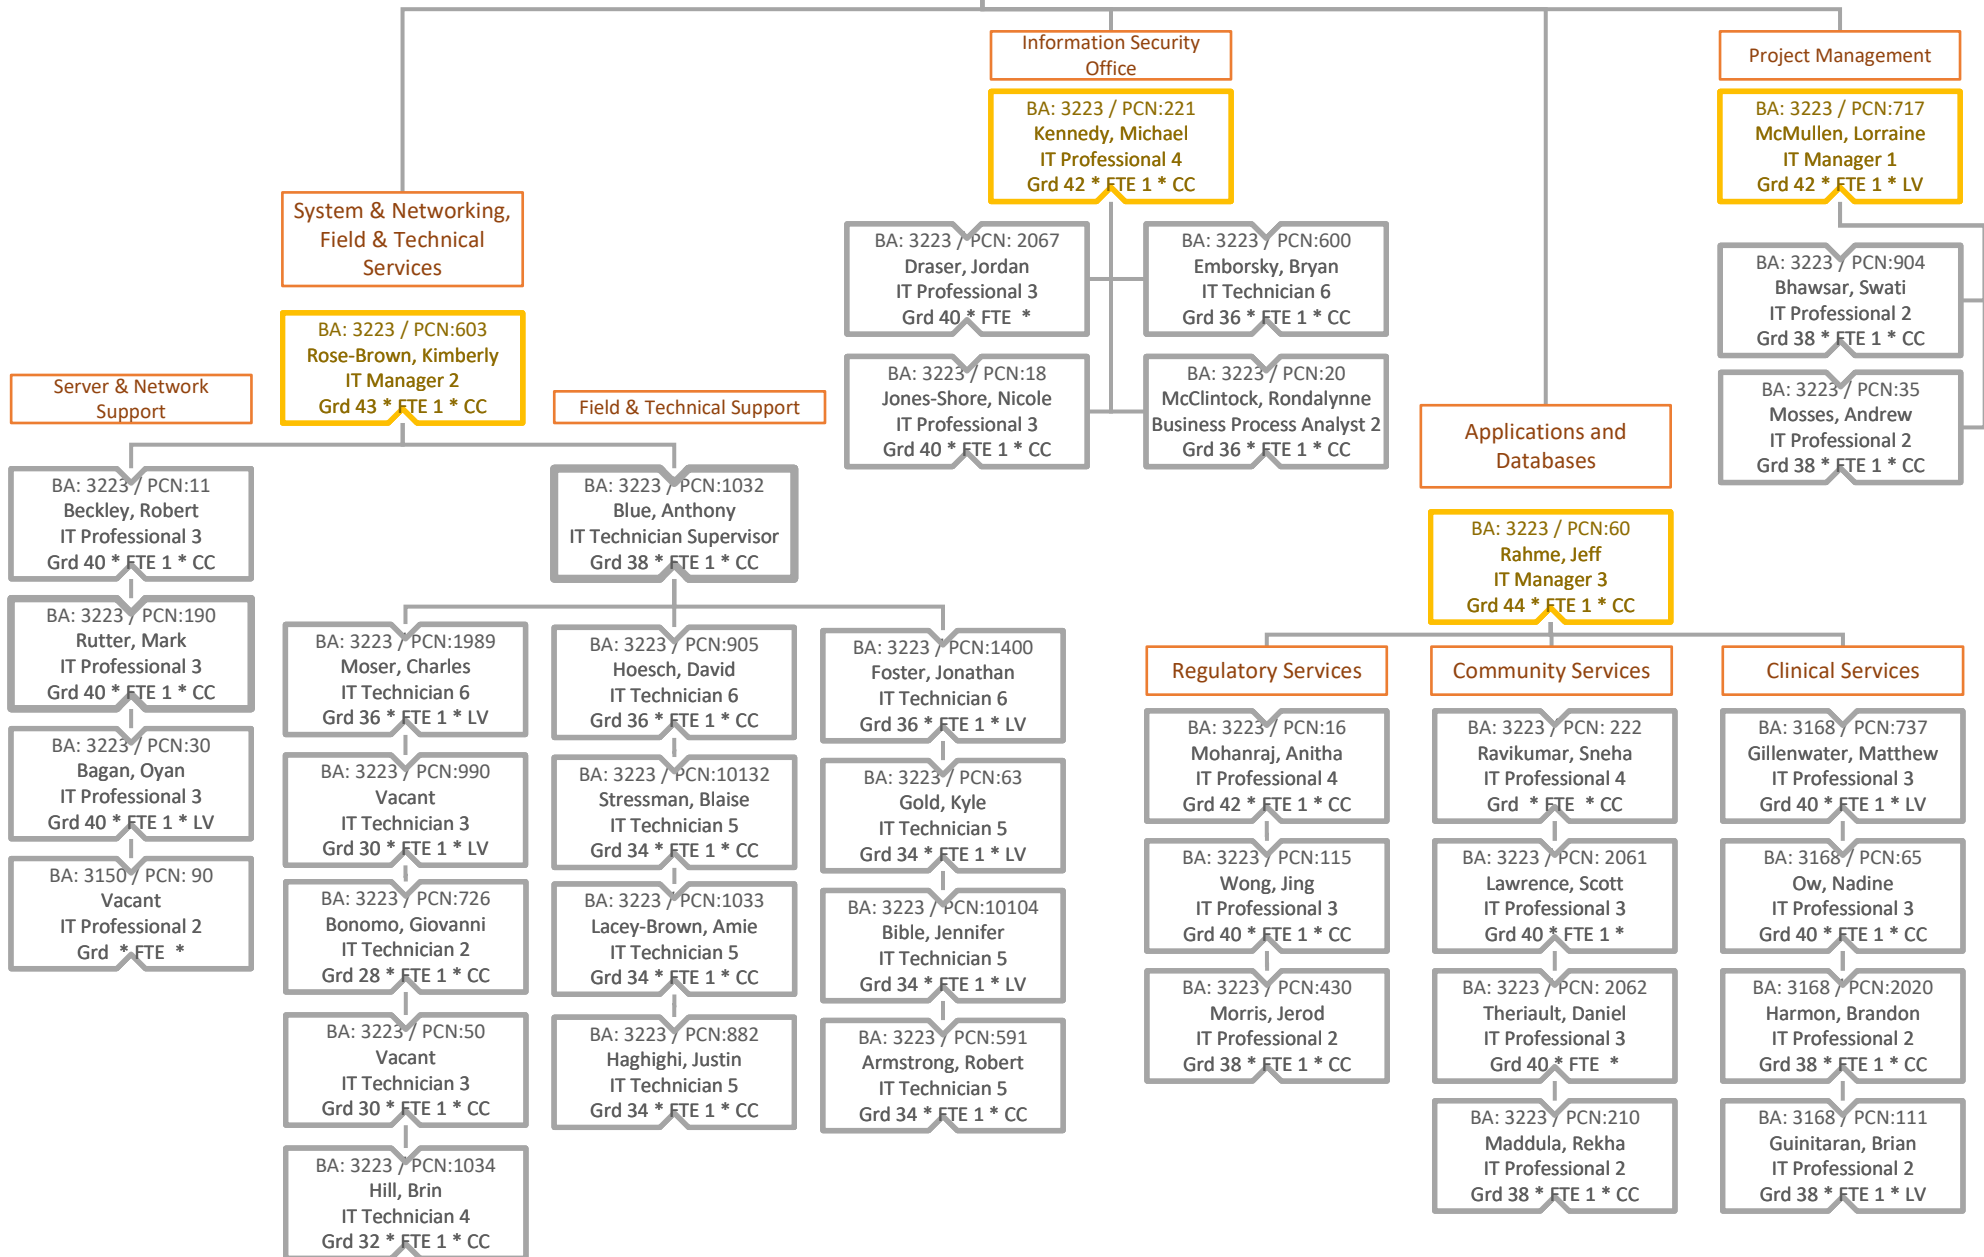 Information Security
Office
BA: 3223 / PCN:221
Kennedy, Michael
IT Professional 4
Grd 42 * FTE 1 * CC
BA: 3223 / PCN: 2067
Draser, Jordan
IT Professional 3
Grd 40 * FTE *
BA: 3223 / PCN:600
Emborsky, Bryan
IT Technician 6
Grd 36 * FTE 1 * CC
BA: 3223 / PCN:18
Jones-Shore, Nicole
IT Professional 3
Grd 40 * FTE 1 * CC
BA: 3223 / PCN:20
McClintock, Rondalynne
Business Process Analyst 2
Grd 36 * FTE 1 * CC
Project Management
BA: 3223 / PCN:717
McMullen, Lorraine
IT Manager 1
Grd 42 * FTE 1 * LV
BA: 3223 / PCN:904
Bhawsar, Swati
IT Professional 2
Grd 38 * FTE 1 * CC
BA: 3223 / PCN:35
Mosses, Andrew
IT Professional 2
Grd 38 * FTE 1 * CC
System & Networking,
Field & Technical
Services
BA: 3223 / PCN:603
Rose-Brown, Kimberly
IT Manager 2
Grd 43 * FTE 1 * CC
Server & Network
Support
BA: 3223 / PCN:11
Beckley, Robert
IT Professional 3
Grd 40 * FTE 1 * CC
BA: 3223 / PCN:190
Rutter, Mark
IT Professional 3
Grd 40 * FTE 1 * CC
BA: 3223 / PCN:30
Bagan, Oyan
IT Professional 3
Grd 40 * FTE 1 * LV
BA: 3150 / PCN: 90
Vacant
IT Professional 2
Grd * FTE *
Field & Technical Support
BA: 3223 / PCN:1032
Blue, Anthony
IT Technician Supervisor
Grd 38 * FTE 1 * CC
BA: 3223 / PCN:1989
Moser, Charles
IT Technician 6
Grd 36 * FTE 1 * LV
BA: 3223 / PCN:990
Vacant
IT Technician 3
Grd 30 * FTE 1 * LV
BA: 3223 / PCN:726
Bonomo, Giovanni
IT Technician 2
Grd 28 * FTE 1 * CC
BA: 3223 / PCN:50
Vacant
IT Technician 3
Grd 30 * FTE 1 * CC
BA: 3223 / PCN:1034
Hill, Brin
IT Technician 4
Grd 32 * FTE 1 * CC
BA: 3223 / PCN:905
Hoesch, David
IT Technician 6
Grd 36 * FTE 1 * CC
BA: 3223 / PCN:10132
Stressman, Blaise
IT Technician 5
Grd 34 * FTE 1 * CC
BA: 3223 / PCN:1033
Lacey-Brown, Amie
IT Technician 5
Grd 34 * FTE 1 * CC
BA: 3223 / PCN:882
Haghighi, Justin
IT Technician 5
Grd 34 * FTE 1 * CC
BA: 3223 / PCN:1400
Foster, Jonathan
IT Technician 6
Grd 36 * FTE 1 * LV
BA: 3223 / PCN:63
Gold, Kyle
IT Technician 5
Grd 34 * FTE 1 * LV
BA: 3223 / PCN:10104
Bible, Jennifer
IT Technician 5
Grd 34 * FTE 1 * LV
BA: 3223 / PCN:591
Armstrong, Robert
IT Technician 5
Grd 34 * FTE 1 * CC
Applications and
Databases
BA: 3223 / PCN:60
Rahme, Jeff
IT Manager 3
Grd 44 * FTE 1 * CC
Regulatory Services
BA: 3223 / PCN:16
Mohanraj, Anitha
IT Professional 4
Grd 42 * FTE 1 * CC
BA: 3223 / PCN:115
Wong, Jing
IT Professional 3
Grd 40 * FTE 1 * CC
BA: 3223 / PCN:430
Morris, Jerod
IT Professional 2
Grd 38 * FTE 1 * CC
Community Services
BA: 3223 / PCN: 222
Ravikumar, Sneha
IT Professional 4
Grd * FTE * CC
BA: 3223 / PCN: 2061
Lawrence, Scott
IT Professional 3
Grd 40 * FTE 1 *
BA: 3223 / PCN: 2062
Theriault, Daniel
IT Professional 3
Grd 40 * FTE *
BA: 3223 / PCN:210
Maddula, Rekha
IT Professional 2
Grd 38 * FTE 1 * CC
Clinical Services
BA: 3168 / PCN:737
Gillenwater, Matthew
IT Professional 3
Grd 40 * FTE 1 * LV
BA: 3168 / PCN:65
Ow, Nadine
IT Professional 3
Grd 40 * FTE 1 * CC
BA: 3168 / PCN:2020
Harmon, Brandon
IT Professional 2
Grd 38 * FTE 1 * CC
BA: 3168 / PCN:111
Guinitaran, Brian
IT Professional 2
Grd 38 * FTE 1 * LV